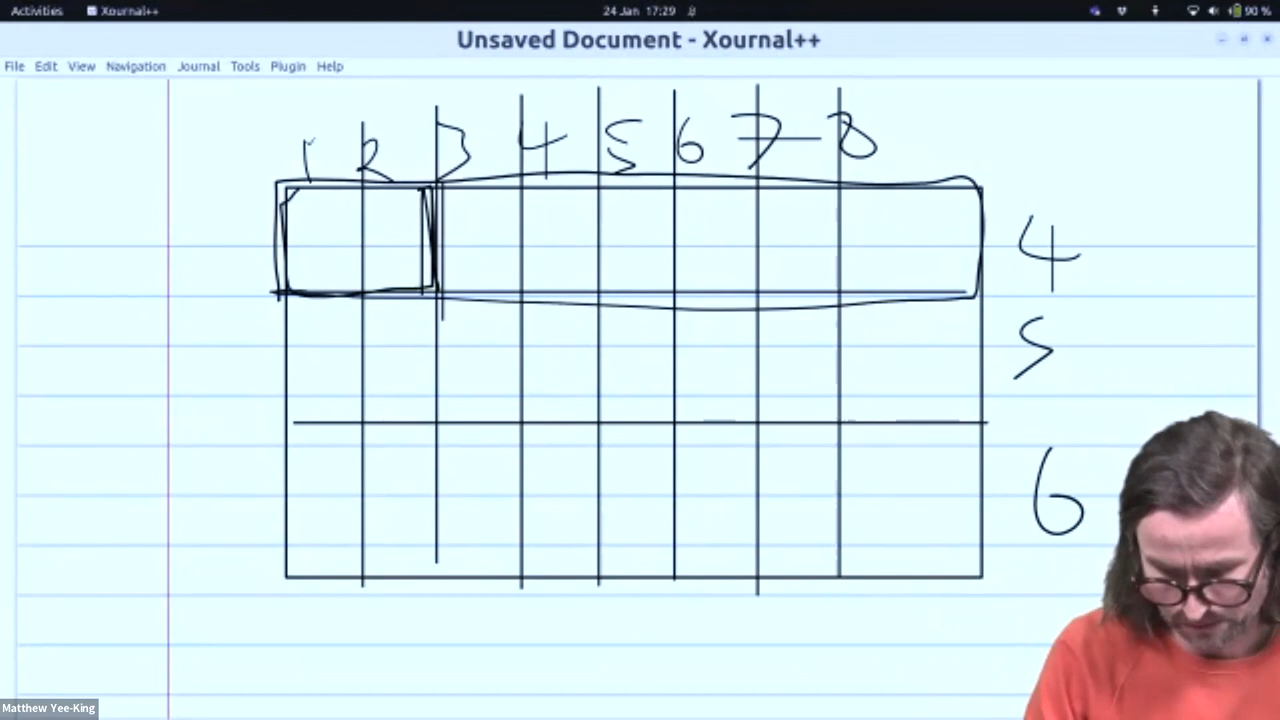 Activities Xournal++ 24 Jan 17:29 90 %
Unsaved Document - Xournal++
File Edit View Navigation Journal Tools Plugin Help
1 2 3 4 5 6 7 8
4
5
6
Matthew Yee-King